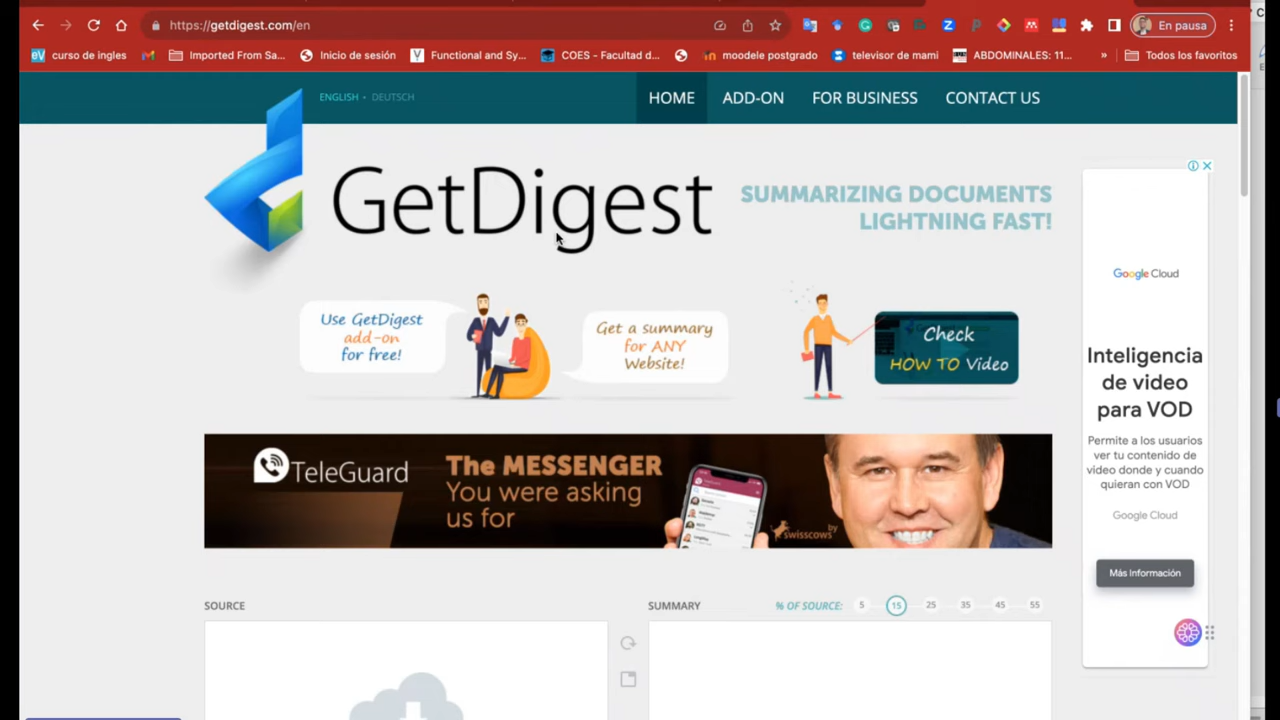 https://getdigest.com/en
En pausa
curso de ingles
Imported From Sa...
Inicio de sesión
Functional and Sy...
COES - Facultad d...
moodele postgrado
televisor de mami
ABDOMINALES: 11...
»
Todos los favoritos
ENGLISH • DEUTSCH
HOME
ADD-ON
FOR BUSINESS
CONTACT US
GetDigest
SUMMARIZING DOCUMENTS
LIGHTNING FAST!
Use GetDigest
add-on
for free!
Get a summary
for ANY
Website!
Check
HOW TO Video
Google Cloud
Inteligencia
de video
para VOD
Permite a los usuarios
ver tu contenido de
video donde y cuando
quieran con VOD
Google Cloud
Más Información
TeleGuard
The MESSENGER
You were asking
us for
by
swisscows
SOURCE
SUMMARY
% OF SOURCE:
5
15
25
35
45
55